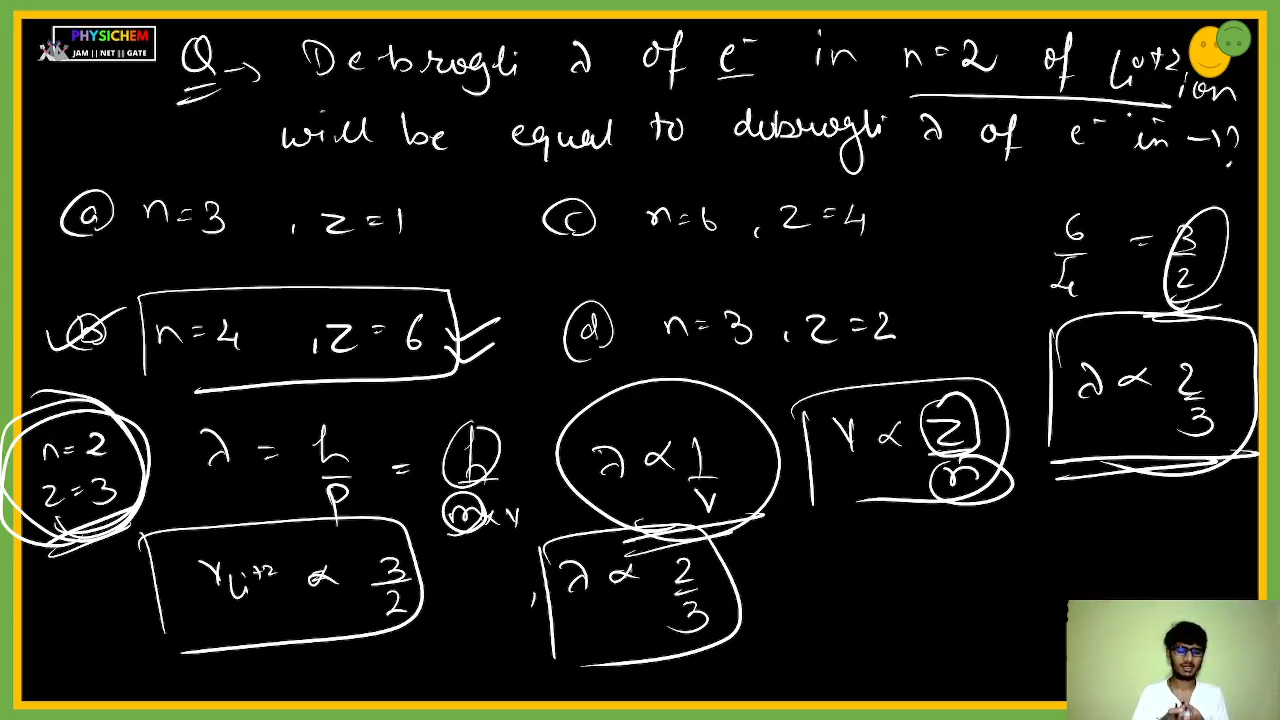 PHYSICHEM
JAM || NET || GATE
Q → Debrogli λ of e⁻ in n=2 of Li⁺² ion
will be equal to debrogli λ of e⁻ in → ?
(a) n=3 , z=1
(c) n=6 , z=4
(b) n=4 , z=6
(d) n=3 , z=2
6/4 = 3/2
λ ∝ 2/3
n=2
z=3
λ = h/p = h/m×v
λ ∝ 1/v
v ∝ z/n
v Li⁺² ∝ 3/2 , λ ∝ 2/3